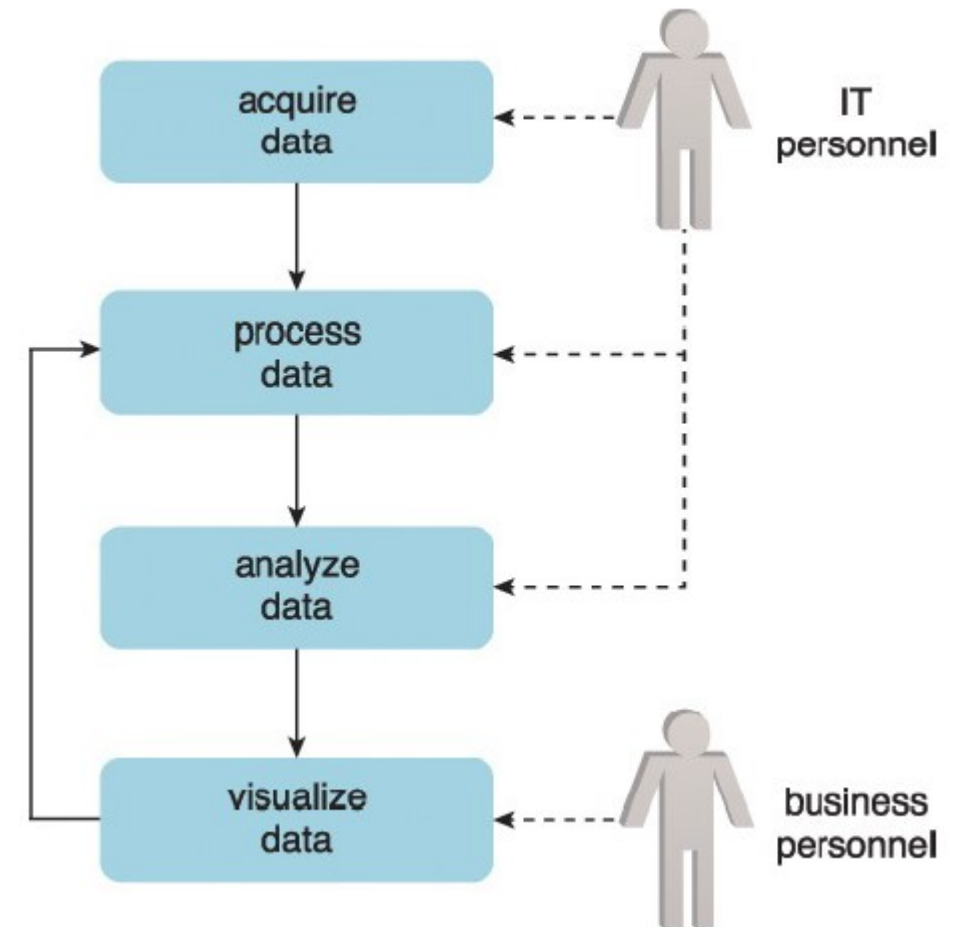 acquire
data
IT
personnel
process
data
analyze
data
visualize
data
business
personnel